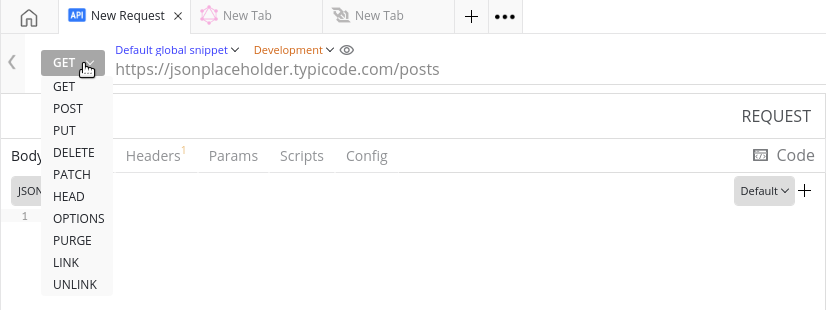 API New Request New Tab New Tab
GET Default global snippet Development
https://jsonplaceholder.typicode.com/posts
GET
POST
PUT
DELETE
PATCH
HEAD
OPTIONS
PURGE
LINK
UNLINK
REQUEST
Body Headers 1 Params Scripts Config Code
JSON Default
1